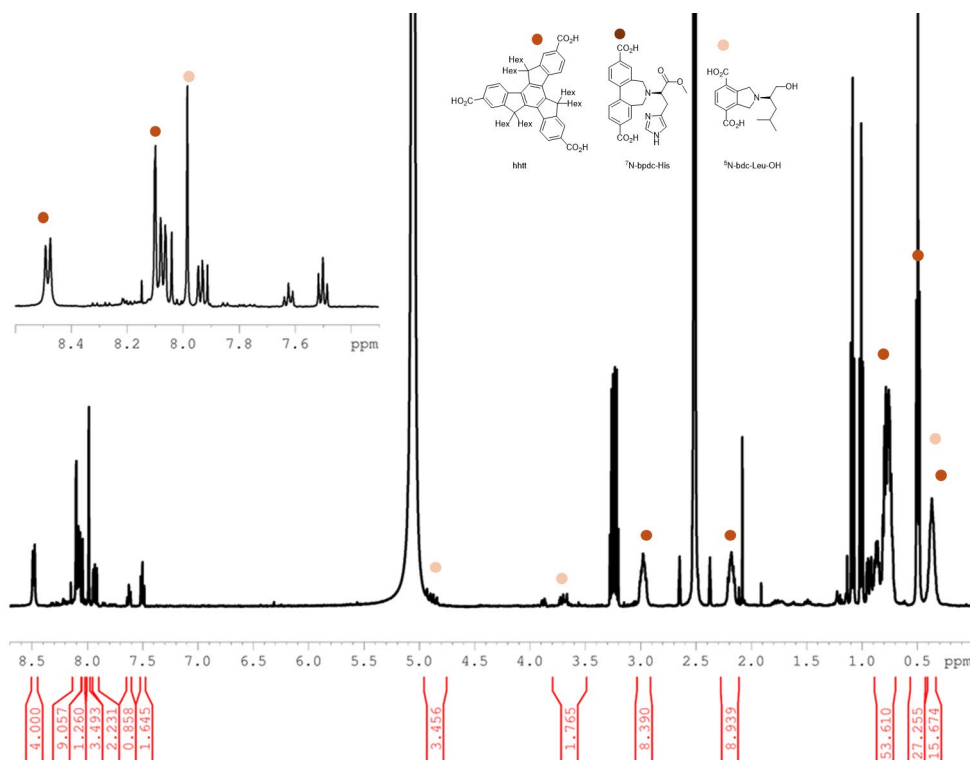 CO₂H
Hex
Hex
HO₂C
Hex
Hex
Hex Hex
CO₂H
hhtt
CO₂H
O
O
N
N
NH
CO₂H
⁷N-bpdc-His
HO₂C
OH
N
CO₂H
⁵N-bdc-Leu-OH
8.4 8.2 8.0 7.8 7.6 ppm
8.5 8.0 7.5 7.0 6.5 6.0 5.5 5.0 4.5 4.0 3.5 3.0 2.5 2.0 1.5 1.0 0.5 ppm
4.000
9.057
1.260
3.493
2.231
0.858
1.645
3.456
1.765
8.390
8.939
53.610
27.255
15.674